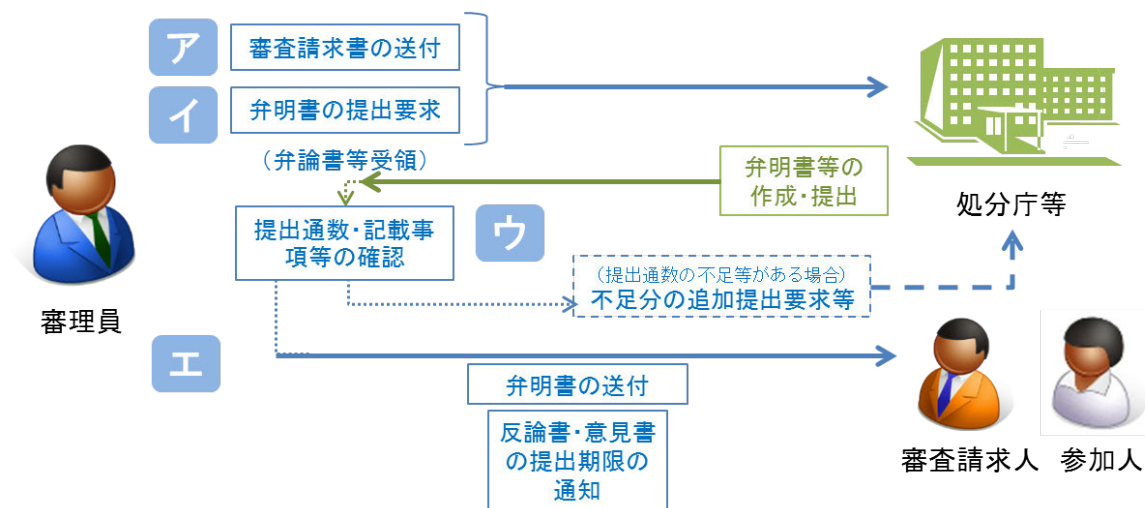 ア
審査請求書の送付
イ
弁明書の提出要求
(弁論書等受領)
弁明書等の
作成・提出
処分庁等
提出通数・記載事
項等の確認
ウ
(提出通数の不足等がある場合)
不足分の追加提出要求等
審理員
エ
弁明書の送付
反論書・意見書
の提出期限の
通知
審査請求人
参加人